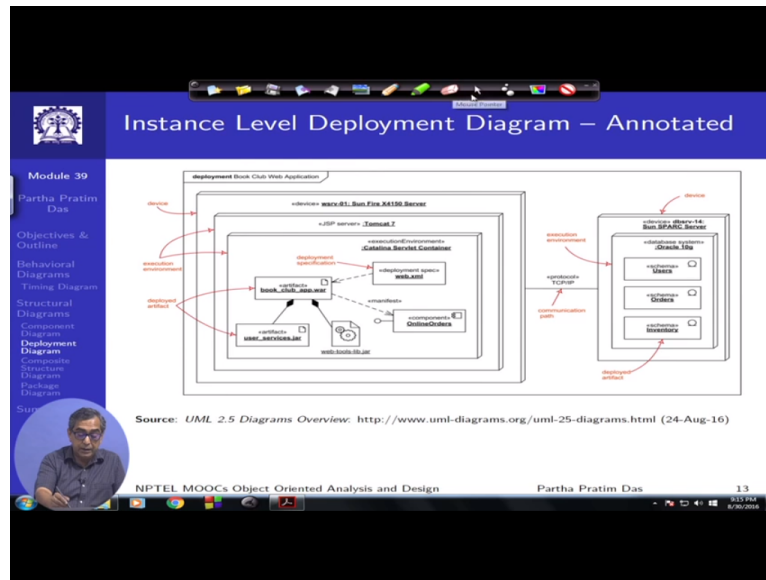 Mouse Pointer
Instance Level Deployment Diagram – Annotated
Module 39
Partha Pratim
Das
Objectives &
Outline
Behavioral
Diagrams
Timing Diagram
Structural
Diagrams
Component
Diagram
Deployment
Diagram
Composite
Structure
Diagram
Package
Diagram
deployment Book Club Web Application
device
«device» wsrv-01: Sun Fire X4150 Server
«JSP server» :Tomcat 7
«executionEnvironment»
:Catalina Servlet Container
execution
environment
deployment
specification
«deployment spec»
web.xml
deployed
artifact
«artifact»
book_club_app.war
«manifest»
«component»
OnlineOrders
«artifact»
user_services.jar
web-tools-lib.jar
«protocol»
TCP/IP
communication
path
device
«device» dbsrv-14:
Sun SPARC Server
execution
environment
«database system»
:Oracle 10g
«schema»
Users
«schema»
Orders
«schema»
Inventory
deployed
artifact
Source: UML 2.5 Diagrams Overview: http://www.uml-diagrams.org/uml-25-diagrams.html (24-Aug-16)
NPTEL MOOCs Object Oriented Analysis and Design Partha Pratim Das 13
9:15 PM
8/30/2016